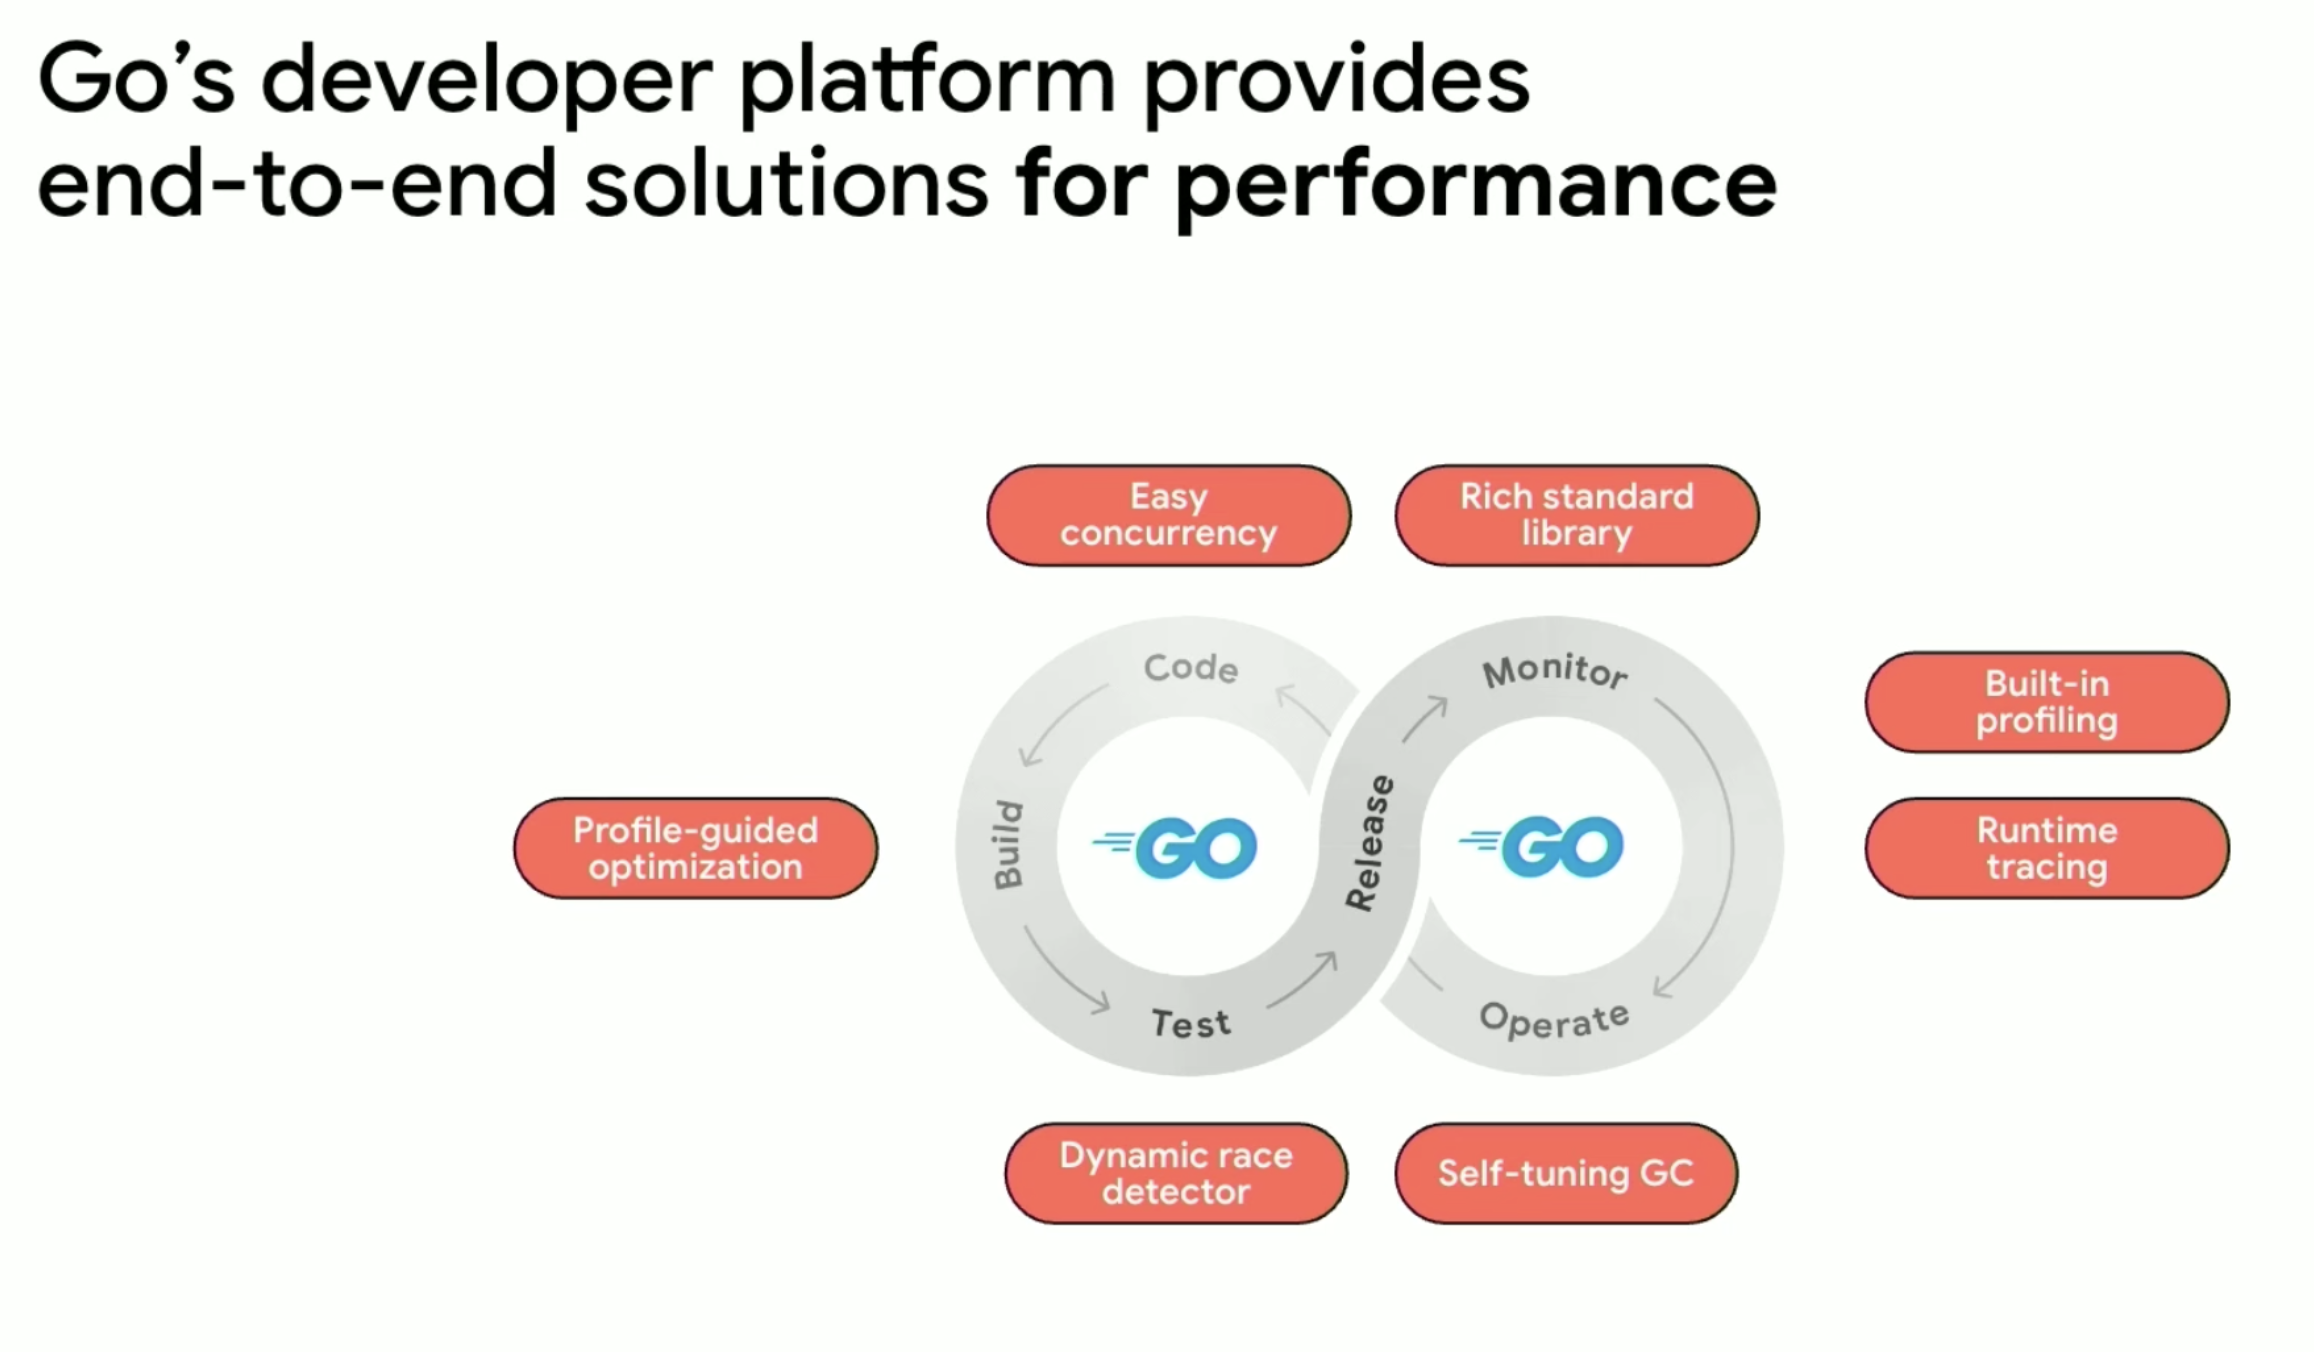 Go’s developer platform provides
end-to-end solutions for performance
Easy
concurrency
Rich standard
library
Code
Monitor
Built-in
profiling
Profile-guided
optimization
Build
GO
Release
GO
Runtime
tracing
Test
Operate
Dynamic race
detector
Self-tuning GC